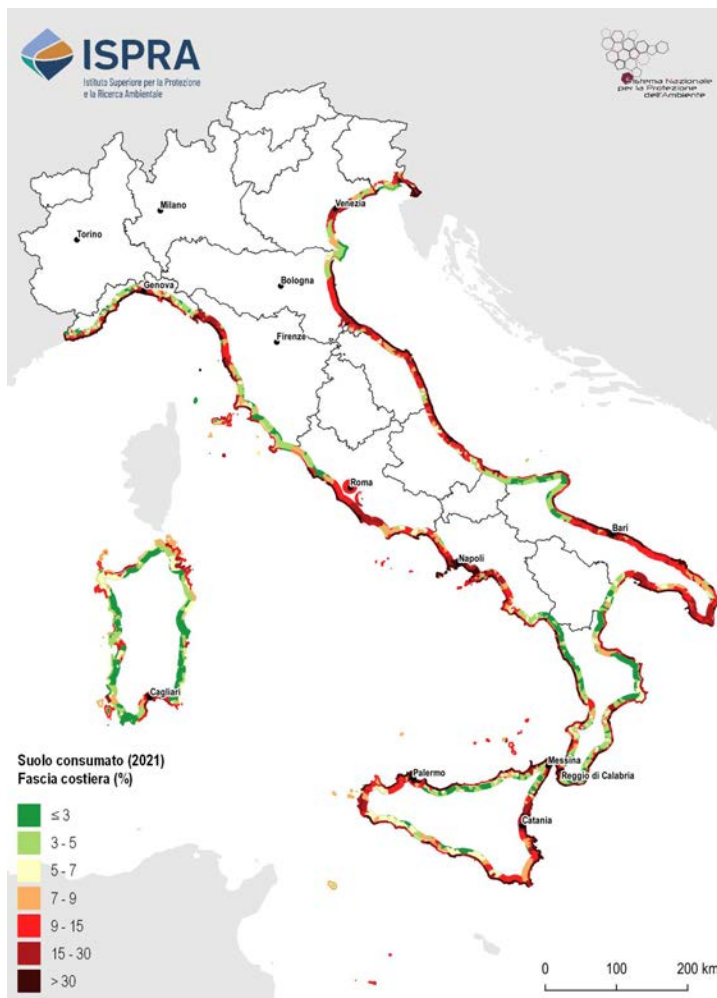 ISPRA
Istituto Superiore per la Protezione
e la Ricerca Ambientale
Sistema Nazionale
per la Protezione
dell'Ambiente
Milano
Venezia
Torino
Genova
Bologna
Firenze
Roma
Bari
Napoli
Cagliari
Messina
Palermo
Reggio di Calabria
Catania
Suolo consumato (2021)
Fascia costiera (%)
≤ 3
3 - 5
5 - 7
7 - 9
9 - 15
15 - 30
> 30
0 100 200 km